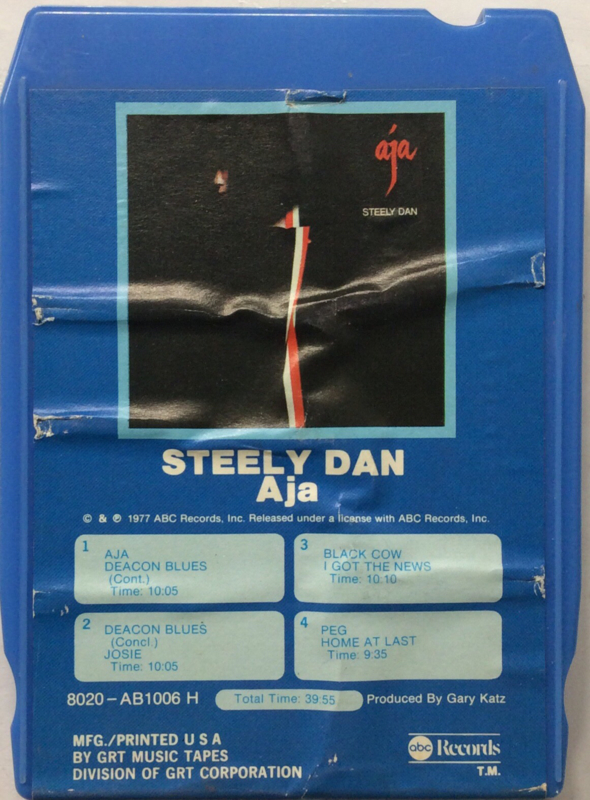 aja
STEELY DAN
STEELY DAN
Aja
© & ℗ 1977 ABC Records, Inc. Released under a license with ABC Records, Inc.
1
AJA
DEACON BLUES
(Cont.)
Time: 10:05
2
DEACON BLUES
(Concl.)
JOSIE
Time: 10:05
3
BLACK COW
I GOT THE NEWS
Time: 10:10
4
PEG
HOME AT LAST
Time: 9:35
8020-AB1006 H
Total Time: 39:55
Produced By Gary Katz
MFG./PRINTED U S A
BY GRT MUSIC TAPES
DIVISION OF GRT CORPORATION
abc Records
T.M.